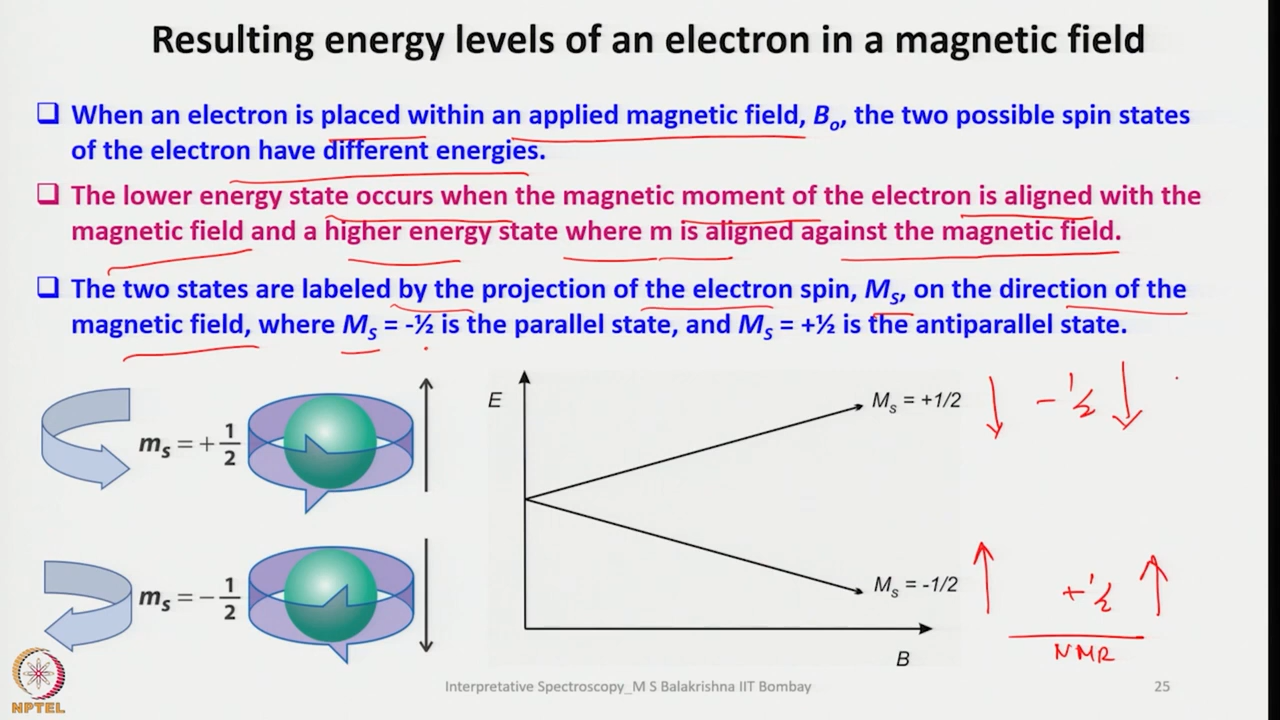 Resulting energy levels of an electron in a magnetic field
❑ When an electron is placed within an applied magnetic field, Bo, the two possible spin states
of the electron have different energies.
❑ The lower energy state occurs when the magnetic moment of the electron is aligned with the
magnetic field and a higher energy state where m is aligned against the magnetic field.
❑ The two states are labeled by the projection of the electron spin, MS, on the direction of the
magnetic field, where MS = -½ is the parallel state, and MS = +½ is the antiparallel state.
ms = + 1/2
ms = − 1/2
E
Ms = +1/2
Ms = -1/2
B
- ½
+ ½
NMR
NPTEL
Interpretative Spectroscopy_M S Balakrishna IIT Bombay
25